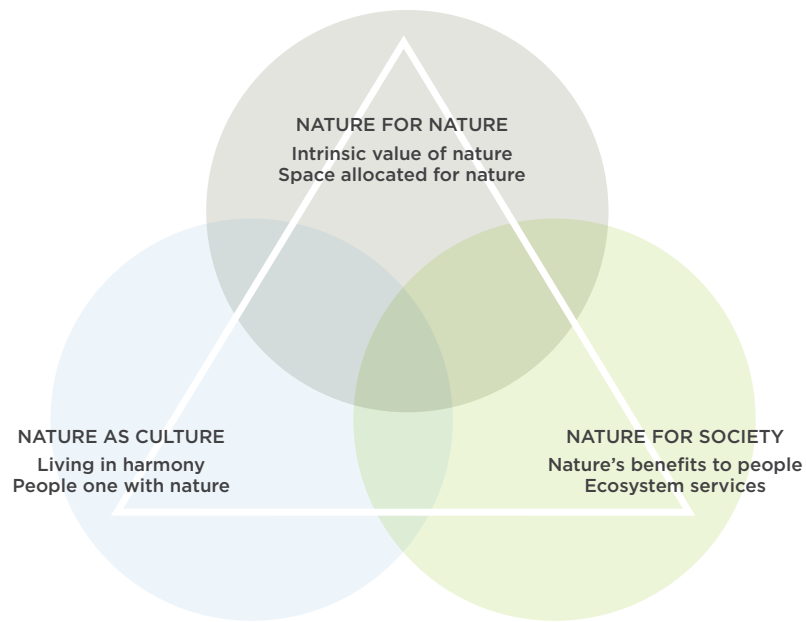 NATURE FOR NATURE
Intrinsic value of nature
Space allocated for nature
NATURE AS CULTURE
Living in harmony
People one with nature
NATURE FOR SOCIETY
Nature’s benefits to people
Ecosystem services